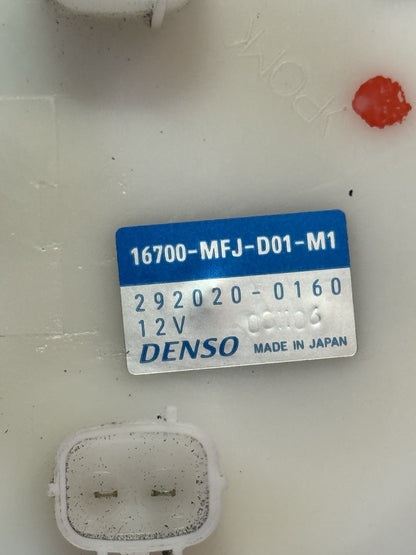 16700-MFJ-D01-M1
292020-0160
12V
DENSO MADE IN JAPAN